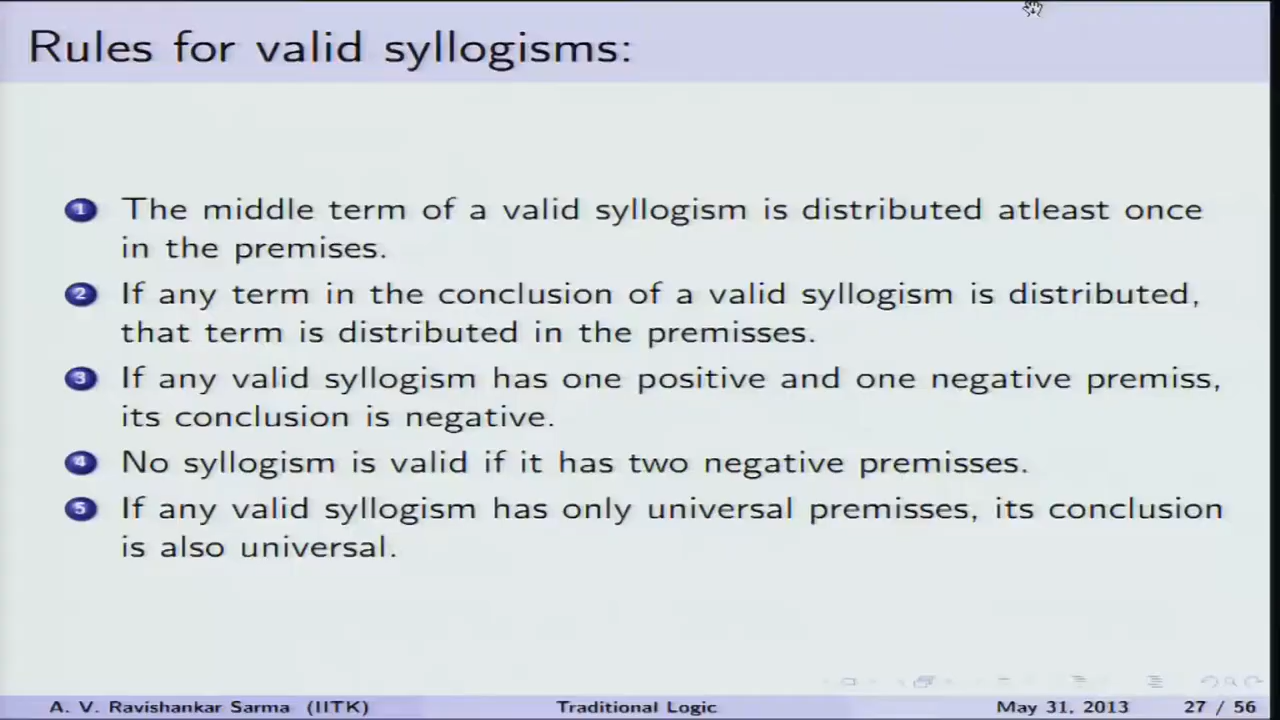 Rules for valid syllogisms:
1 The middle term of a valid syllogism is distributed atleast once
in the premises.
2 If any term in the conclusion of a valid syllogism is distributed,
that term is distributed in the premisses.
3 If any valid syllogism has one positive and one negative premiss,
its conclusion is negative.
4 No syllogism is valid if it has two negative premisses.
5 If any valid syllogism has only universal premisses, its conclusion
is also universal.
A. V. Ravishankar Sarma (IITK) Traditional Logic May 31, 2013 27 / 56